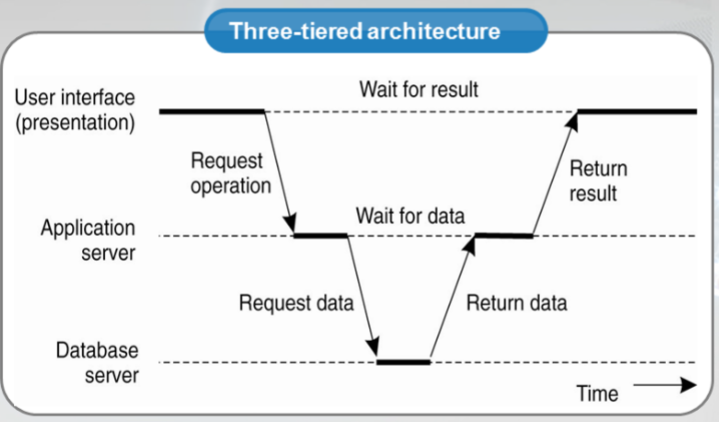 Three-tiered architecture
User interface
(presentation)
Wait for result
Request
operation
Return
result
Application
server
Wait for data
Request data
Return data
Database
server
Time